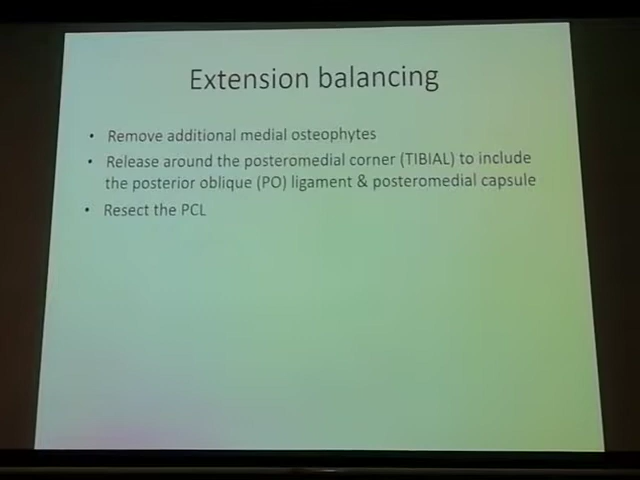 Extension balancing
• Remove additional medial osteophytes
• Release around the posteromedial corner (TIBIAL) to include
the posterior oblique (PO) ligament & posteromedial capsule
• Resect the PCL